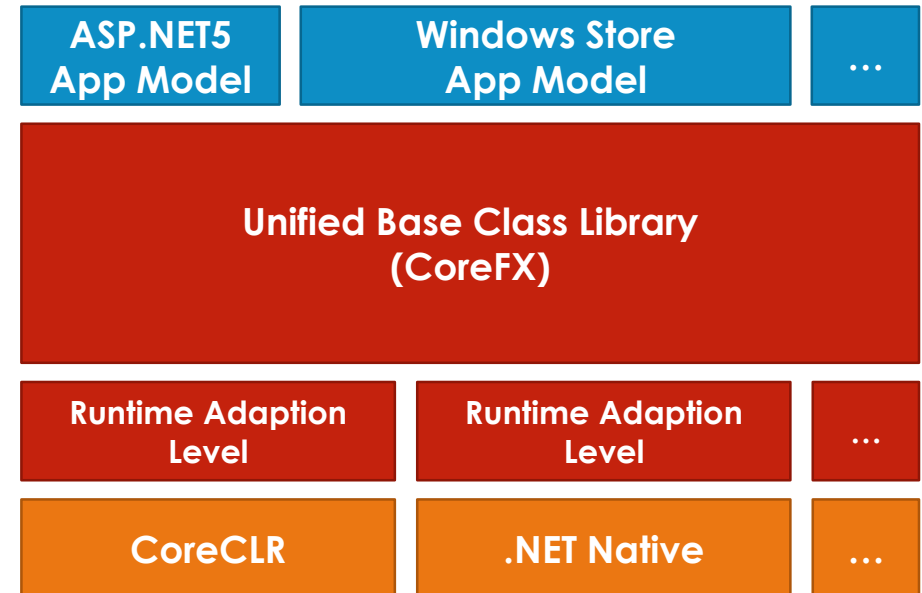 ASP.NET5
App Model
Windows Store
App Model
...
Unified Base Class Library
(CoreFX)
Runtime Adaption
Level
Runtime Adaption
Level
...
CoreCLR
.NET Native
...